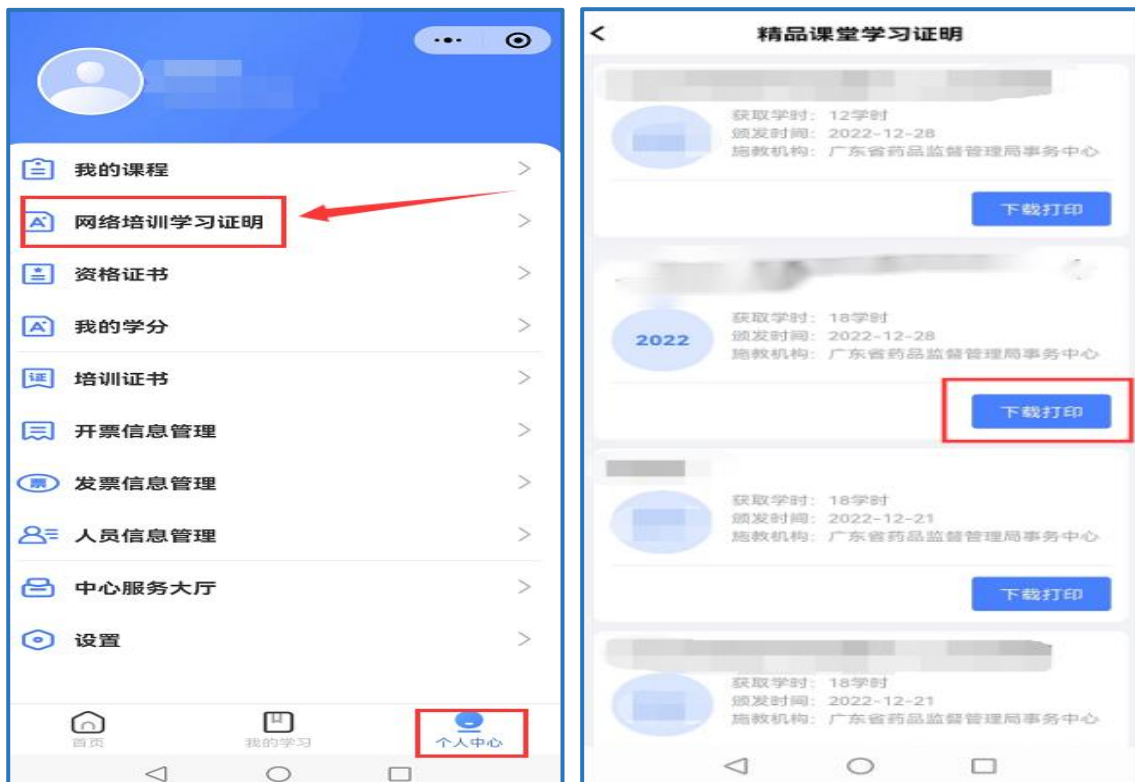 我的课程
网络培训学习证明
资格证书
我的学分
培训证书
开票信息管理
发票信息管理
人员信息管理
中心服务大厅
设置
首页
我的学习
个人中心
精品课堂学习证明
获取学时：12学时
颁发时间：2022-12-28
施教机构：广东省药品监督管理局事务中心
下载打印
2022
获取学时：18学时
颁发时间：2022-12-28
施教机构：广东省药品监督管理局事务中心
下载打印
获取学时：18学时
颁发时间：2022-12-21
施教机构：广东省药品监督管理局事务中心
下载打印
获取学时：18学时
颁发时间：2022-12-21
施教机构：广东省药品监督管理局事务中心